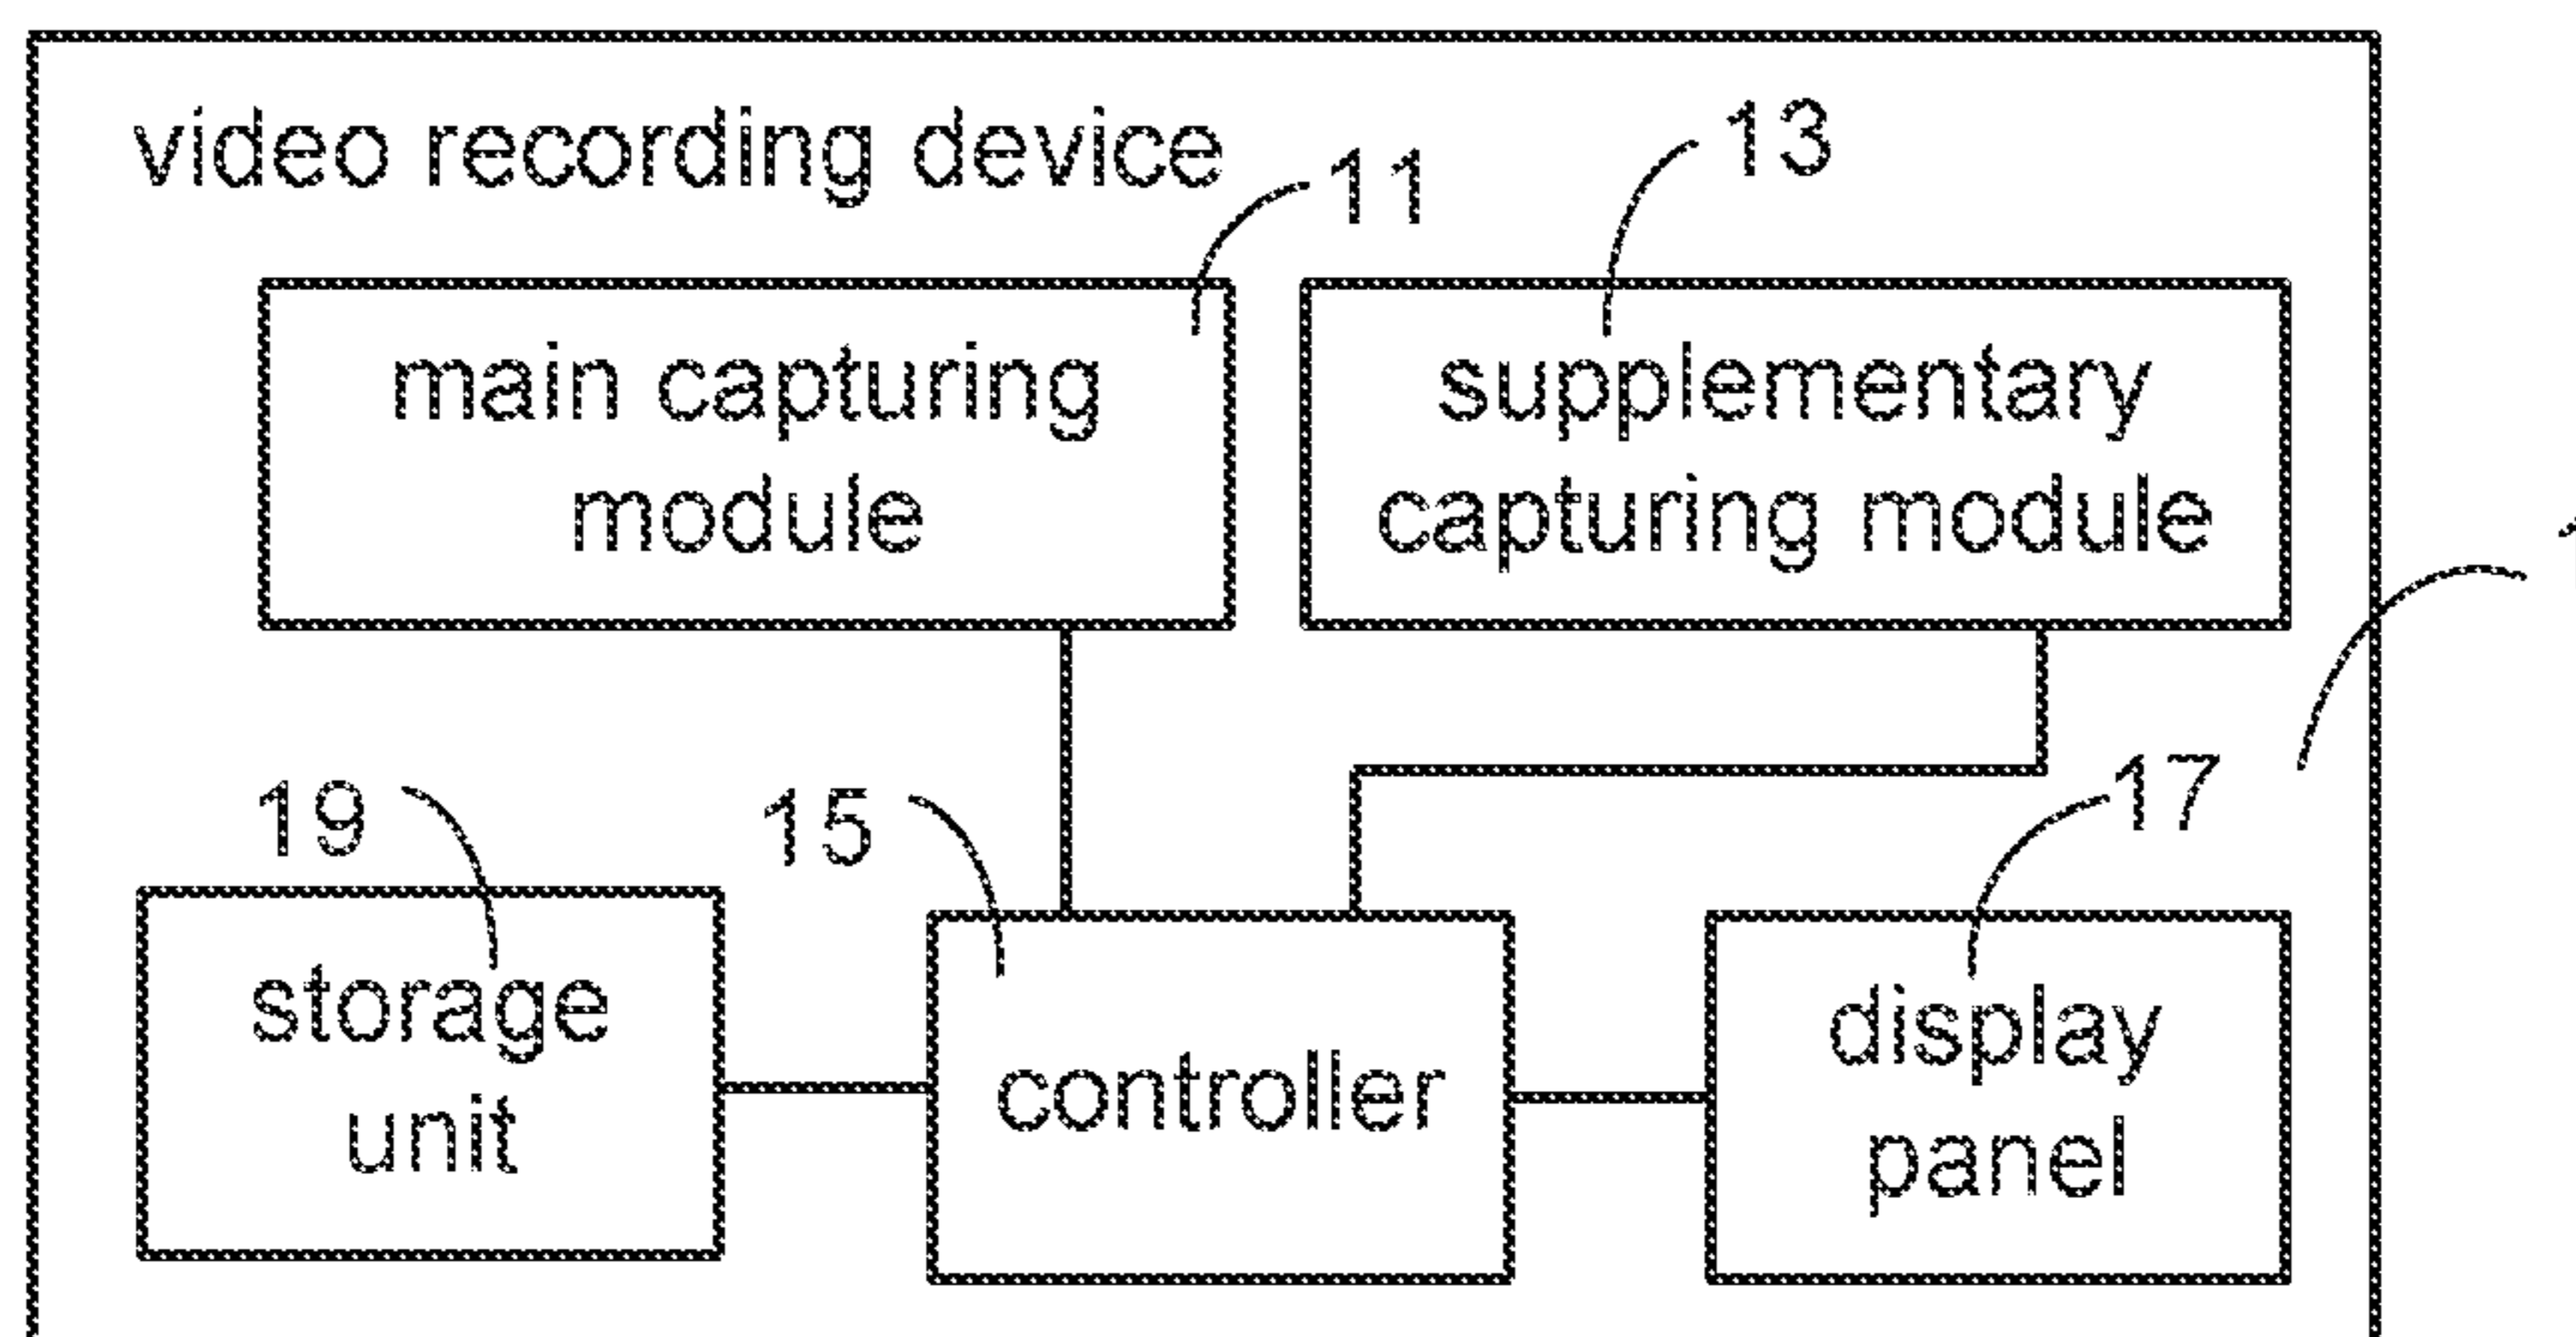 video recording device
11
13
main capturing
module
supplementary
capturing module
19
15
17
storage
unit
controller
display
panel